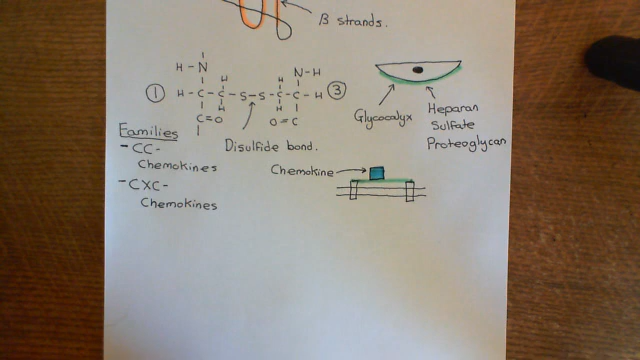 β strands.
H-N
N-H
H
H
① H-C-C-S-S-C-C-H ③
H
H
C=O
O=C
Disulfide bond.
Families
-CC-
Chemokines
-CXC-
Chemokines
Glycocalyx
Heparan
Sulfate
Proteoglycan
Chemokine